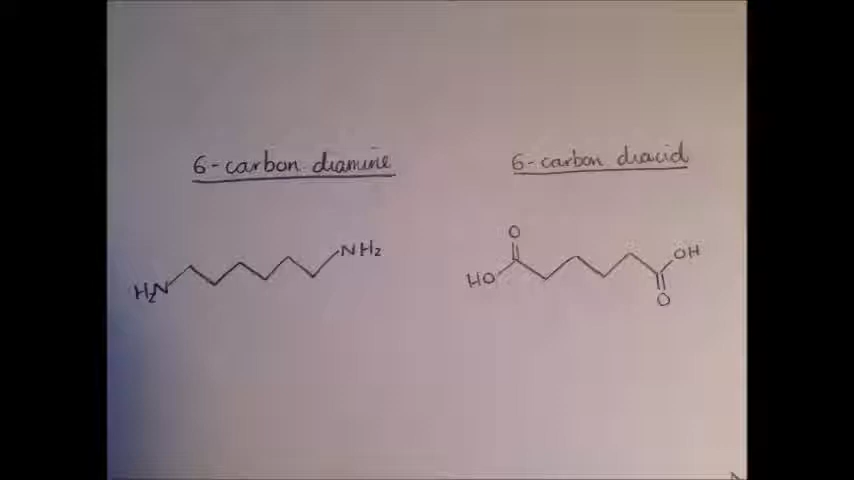 6-carbon diamine
6-carbon diacid
H₂N NH₂
HO O O OH